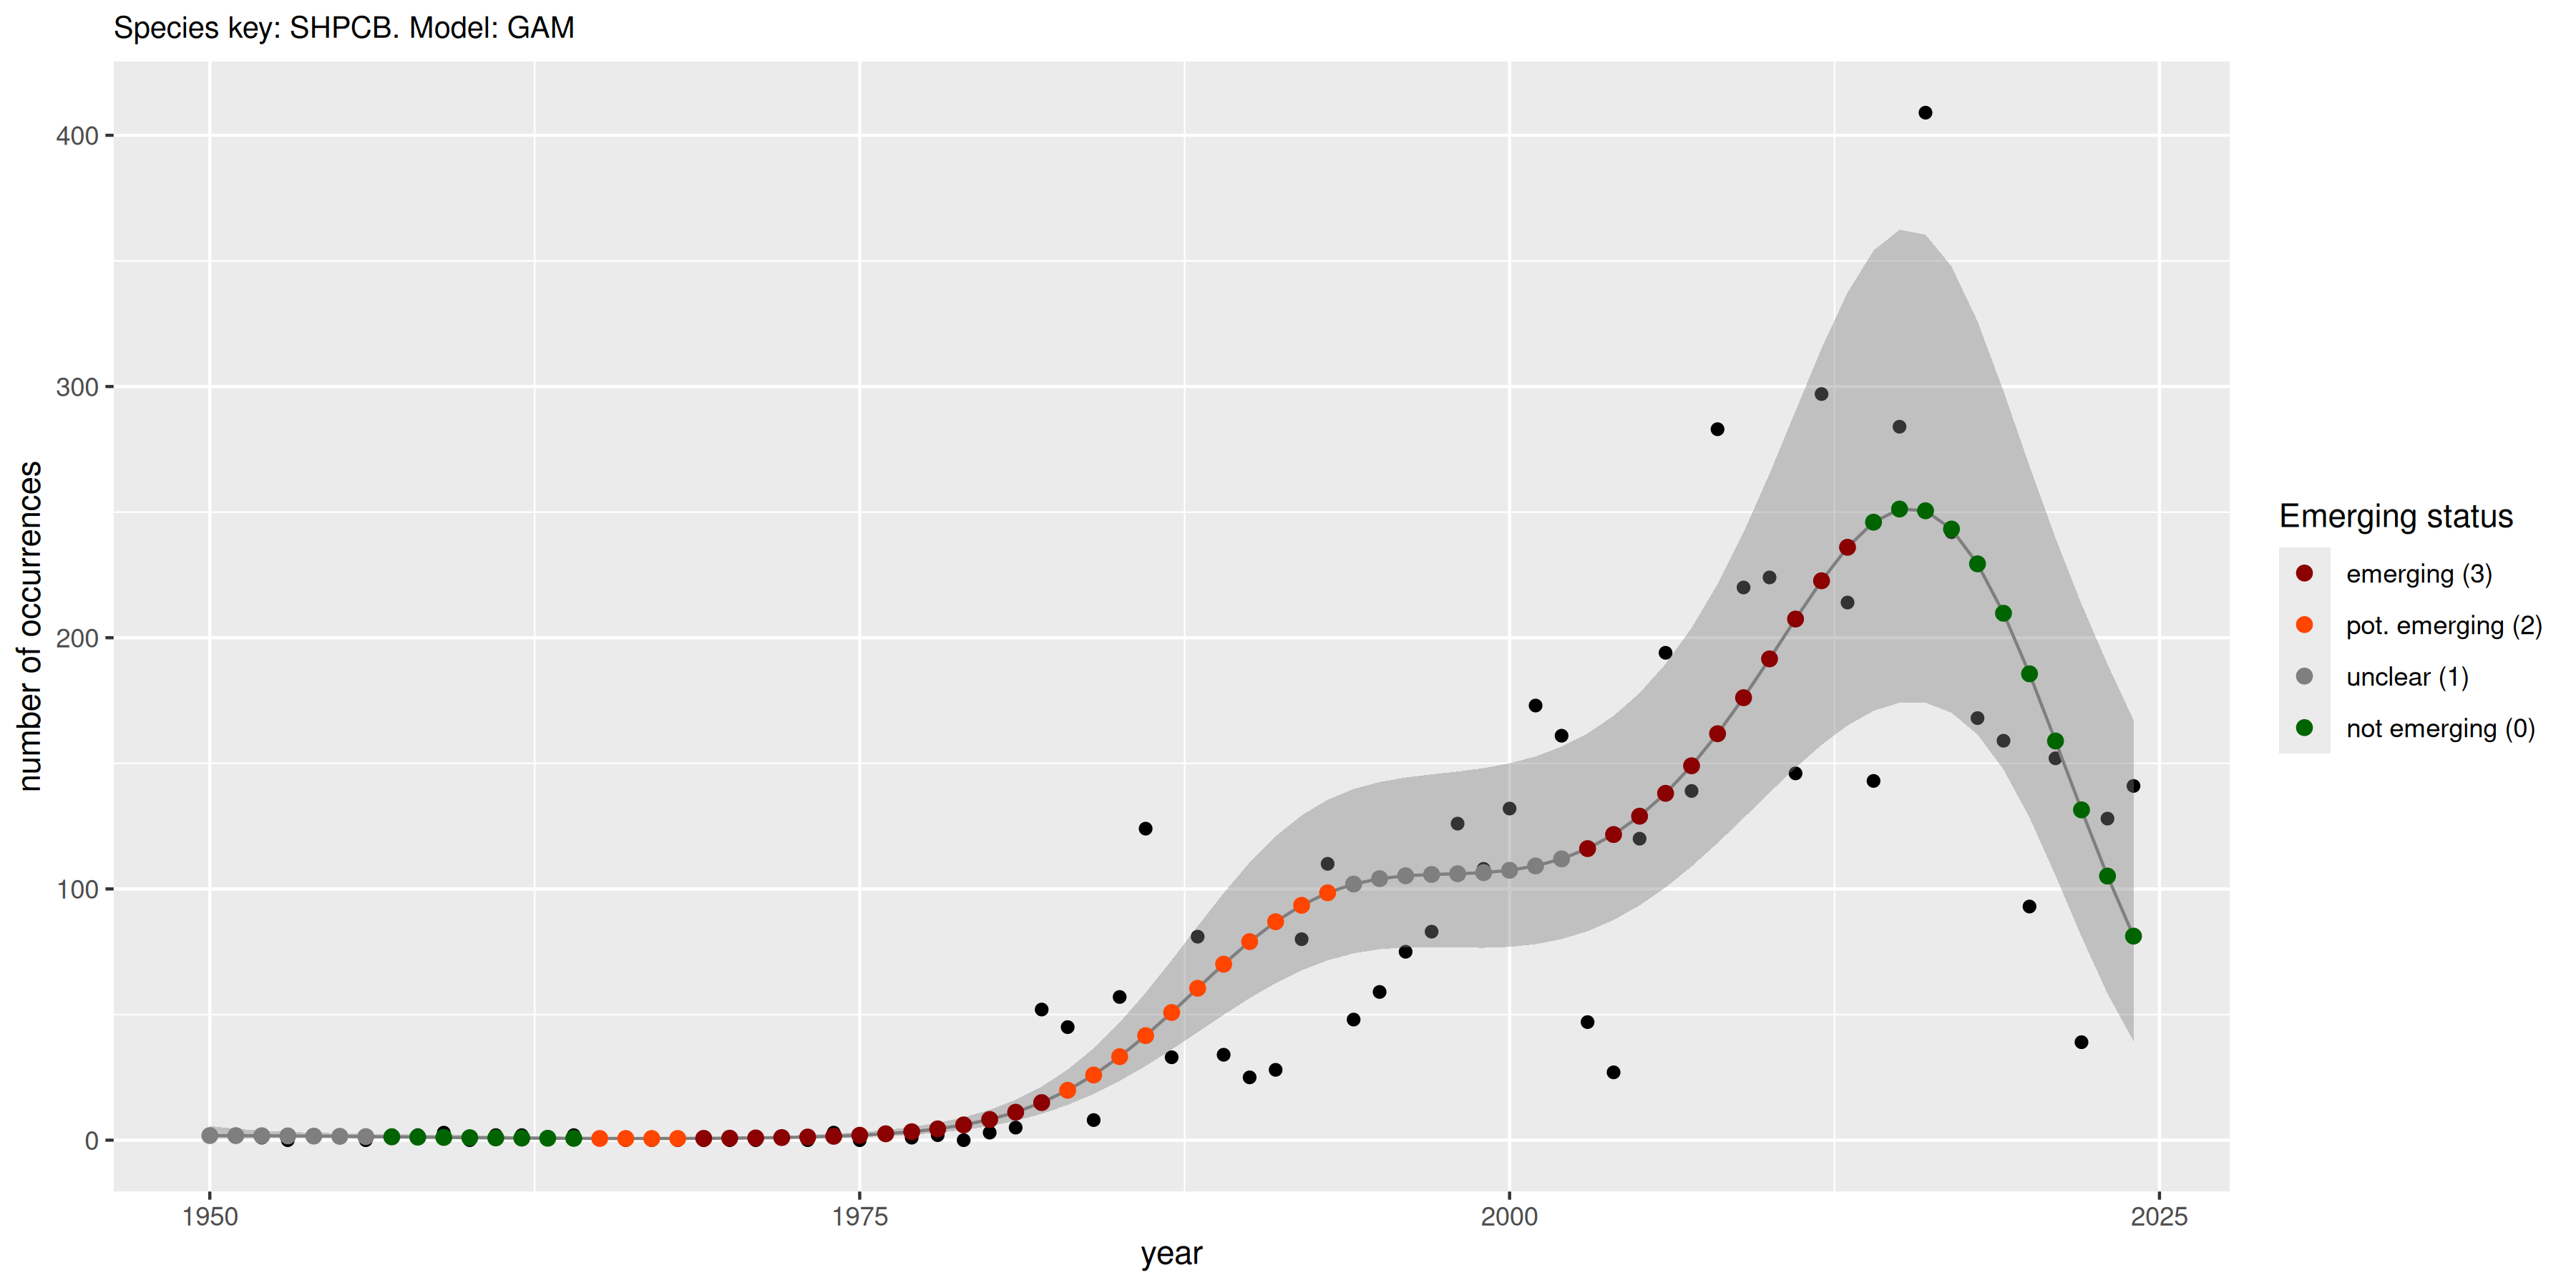 Species key: SHPCB. Model: GAM
400
300
200
100
0
number of occurrences
1950
1975
2000
2025
year
Emerging status
emerging (3)
pot. emerging (2)
unclear (1)
not emerging (0)